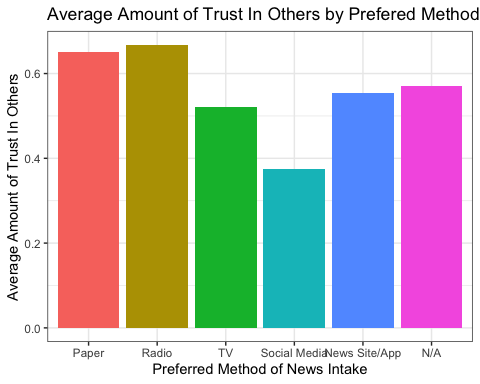 Average Amount of Trust In Others by Prefered Method
Average Amount of Trust In Others
0.6
0.4
0.2
0.0
Paper Radio TV Social Media News Site/App N/A
Preferred Method of News Intake